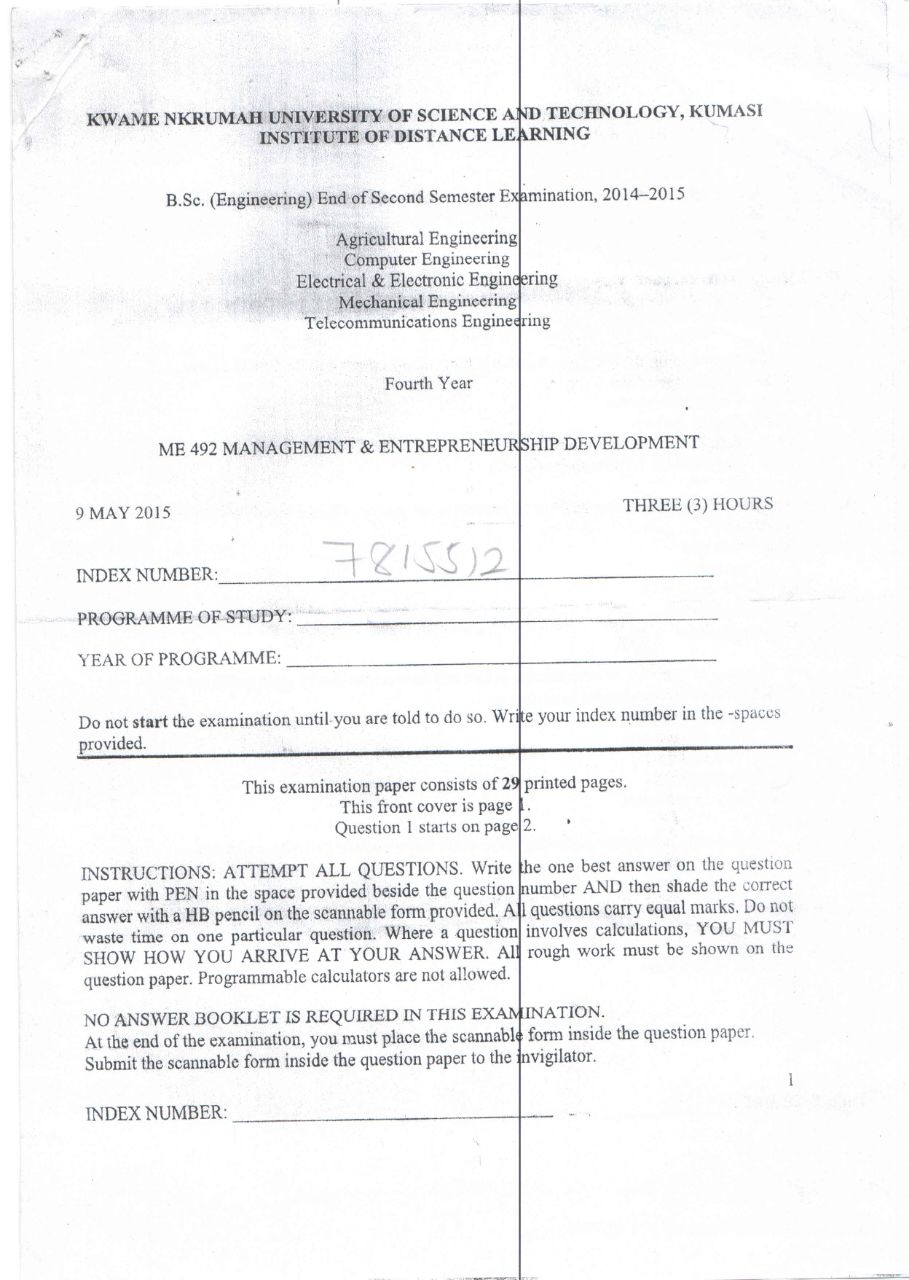 KWAME NKRUMAH UNIVERSITY OF SCIENCE AND TECHNOLOGY, KUMASI
INSTITUTE OF DISTANCE LEARNING
B.Sc. (Engineering) End of Second Semester Examination, 2014–2015
Agricultural Engineering
Computer Engineering
Electrical & Electronic Engineering
Mechanical Engineering
Telecommunications Engineering
Fourth Year
ME 492 MANAGEMENT & ENTREPRENEURSHIP DEVELOPMENT
9 MAY 2015 THREE (3) HOURS
INDEX NUMBER: 7815512
PROGRAMME OF STUDY:
YEAR OF PROGRAMME:
Do not start the examination until you are told to do so. Write your index number in the -spaces
provided.
This examination paper consists of 29 printed pages.
This front cover is page 1.
Question 1 starts on page 2.
INSTRUCTIONS: ATTEMPT ALL QUESTIONS. Write the one best answer on the question
paper with PEN in the space provided beside the question number AND then shade the correct
answer with a HB pencil on the scannable form provided. All questions carry equal marks. Do not
waste time on one particular question. Where a question involves calculations, YOU MUST
SHOW HOW YOU ARRIVE AT YOUR ANSWER. All rough work must be shown on the
question paper. Programmable calculators are not allowed.
NO ANSWER BOOKLET IS REQUIRED IN THIS EXAMINATION.
At the end of the examination, you must place the scannable form inside the question paper.
Submit the scannable form inside the question paper to the invigilator.
1
INDEX NUMBER: